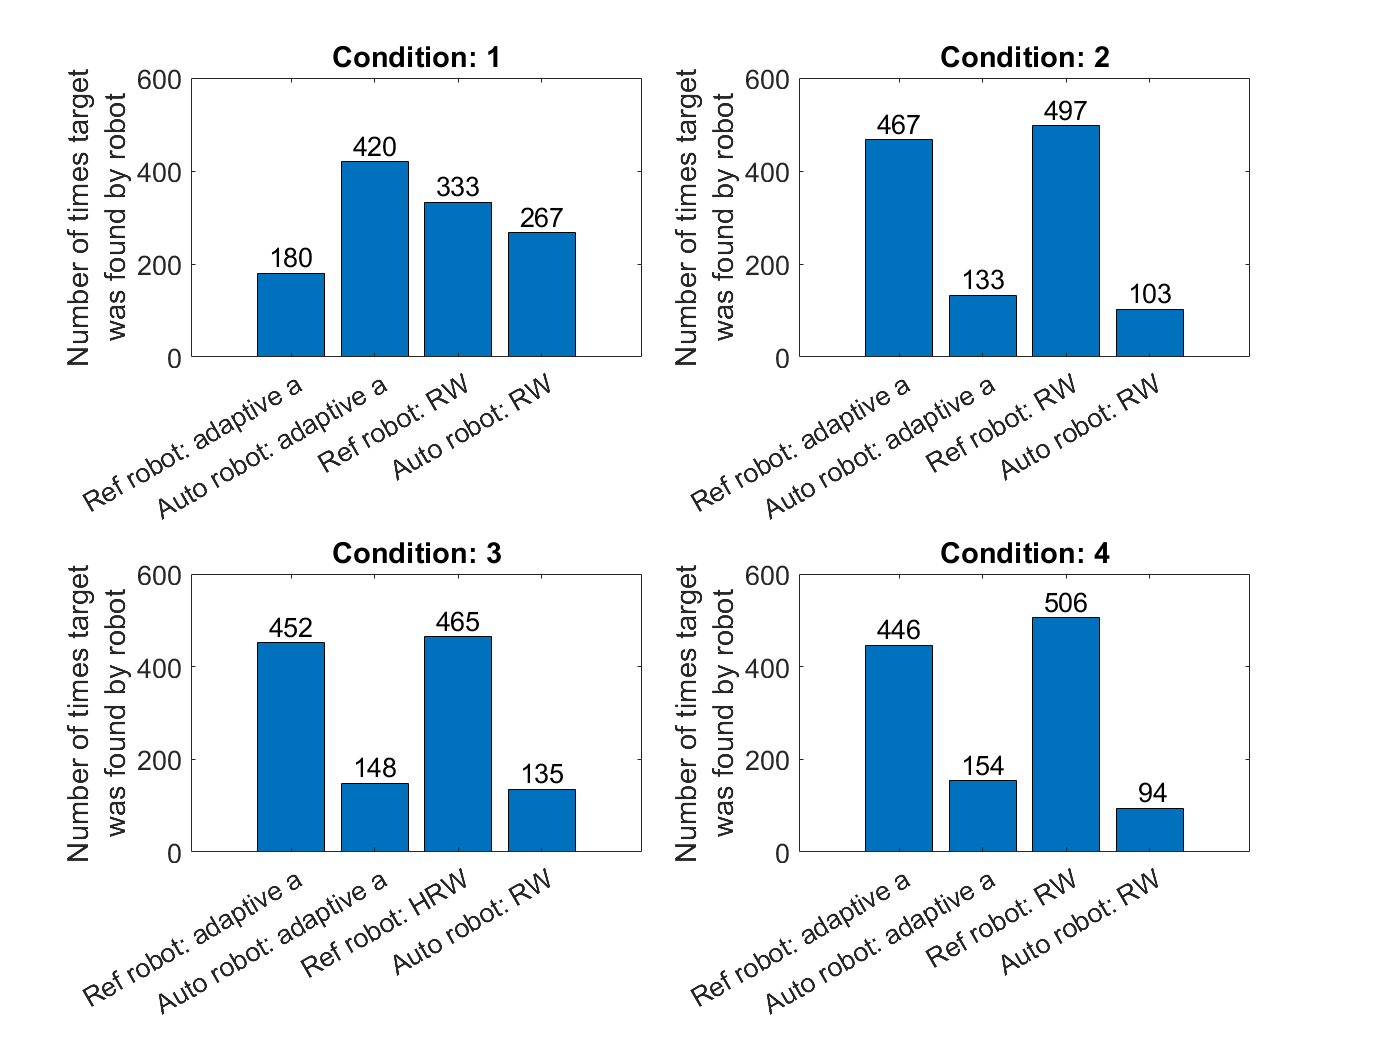 Condition: 1
Number of times target
was found by robot
600
400
200
0
180
420
333
267
Ref robot: adaptive a
Auto robot: adaptive a
Ref robot: RW
Auto robot: RW
Condition: 2
Number of times target
was found by robot
600
400
200
0
467
133
497
103
Ref robot: adaptive a
Auto robot: adaptive a
Ref robot: RW
Auto robot: RW
Condition: 3
Number of times target
was found by robot
600
400
200
0
452
148
465
135
Ref robot: adaptive a
Auto robot: adaptive a
Ref robot: HRW
Auto robot: RW
Condition: 4
Number of times target
was found by robot
600
400
200
0
446
154
506
94
Ref robot: adaptive a
Auto robot: adaptive a
Ref robot: RW
Auto robot: RW